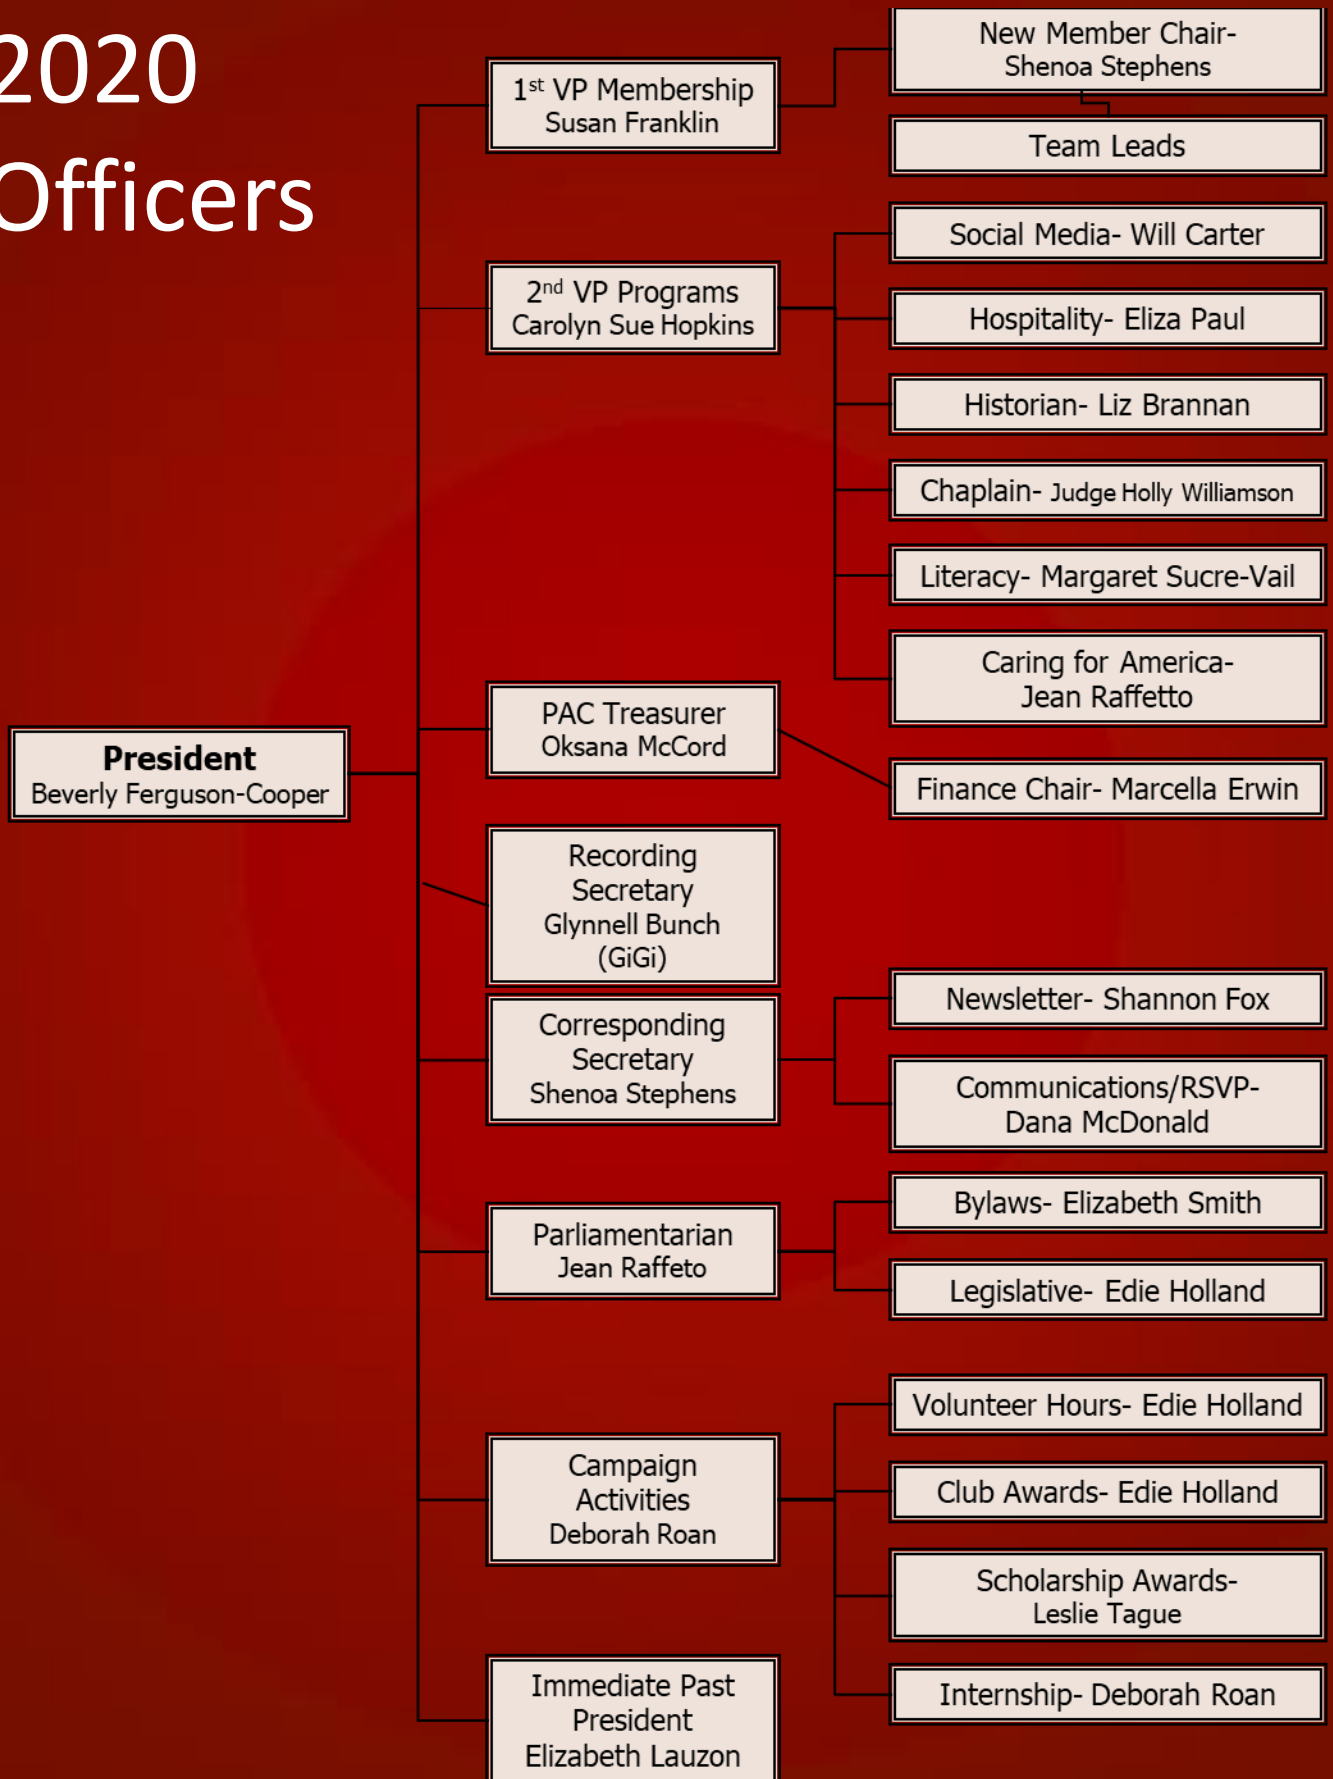 2020
Officers
President
Beverly Ferguson-Cooper
1st VP Membership
Susan Franklin
New Member Chair-
Shenoa Stephens
Team Leads
2nd VP Programs
Carolyn Sue Hopkins
Social Media- Will Carter
Hospitality- Eliza Paul
Historian- Liz Brannan
Chaplain- Judge Holly Williamson
Literacy- Margaret Sucre-Vail
Caring for America-
Jean Raffetto
PAC Treasurer
Oksana McCord
Finance Chair- Marcella Erwin
Recording
Secretary
Glynnell Bunch
(GiGi)
Corresponding
Secretary
Shenoa Stephens
Newsletter- Shannon Fox
Communications/RSVP-
Dana McDonald
Parliamentarian
Jean Raffeto
Bylaws- Elizabeth Smith
Legislative- Edie Holland
Campaign
Activities
Deborah Roan
Volunteer Hours- Edie Holland
Club Awards- Edie Holland
Scholarship Awards-
Leslie Tague
Internship- Deborah Roan
Immediate Past
President
Elizabeth Lauzon